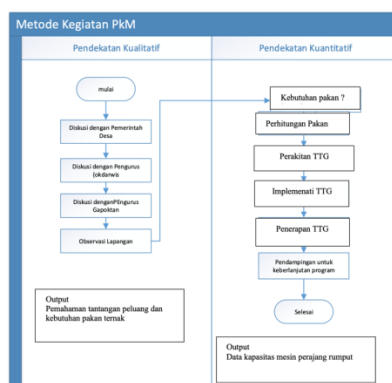 Metode Kegiatan PkM
Pendekatan Kualitatif
mulai
Diskusi dengan Pemerintah
Desa
Diskusi dengan Pengurus
(okdanwis
Diskusi denganPEngurus
Gapoktan
Observasi Lapangan
Output
Pemahaman tantangan peluang dan
kebutuhan pakan ternak
Pendekatan Kuantitatif
Kebutuhan pakan ?
Perhitungan Pakan
Perakitan TTG
Implemenati TTG
Penerapan TTG
Pendampingan untuk
keberlanjutan program
Selesai
Output
Data kapasitas mesin perajang rumput